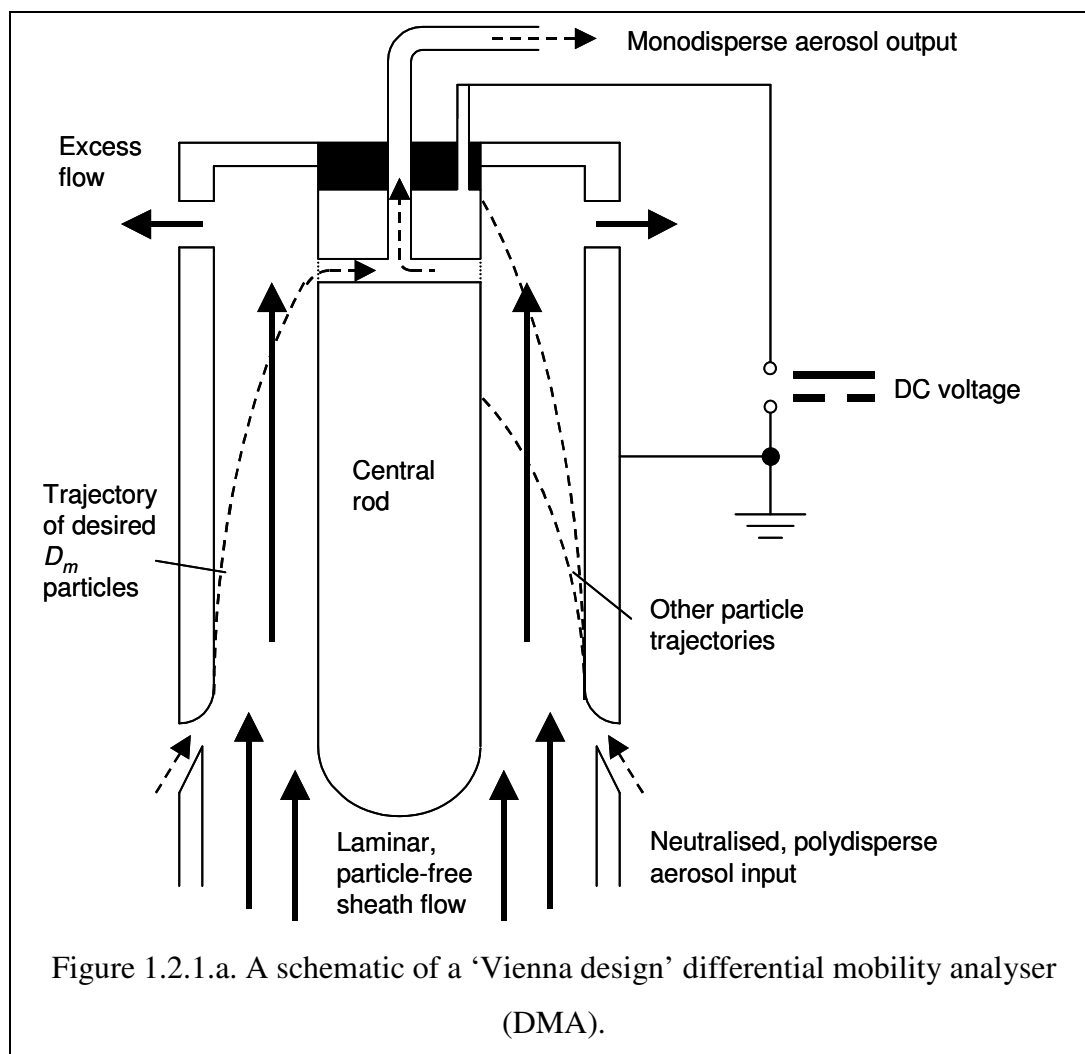 Monodisperse aerosol output
Excess
flow
DC voltage
Central
rod
Trajectory
of desired
Dm
particles
Other particle
trajectories
Laminar,
particle-free
sheath flow
Neutralised, polydisperse
aerosol input
Figure 1.2.1.a. A schematic of a ‘Vienna design’ differential mobility analyser
(DMA).